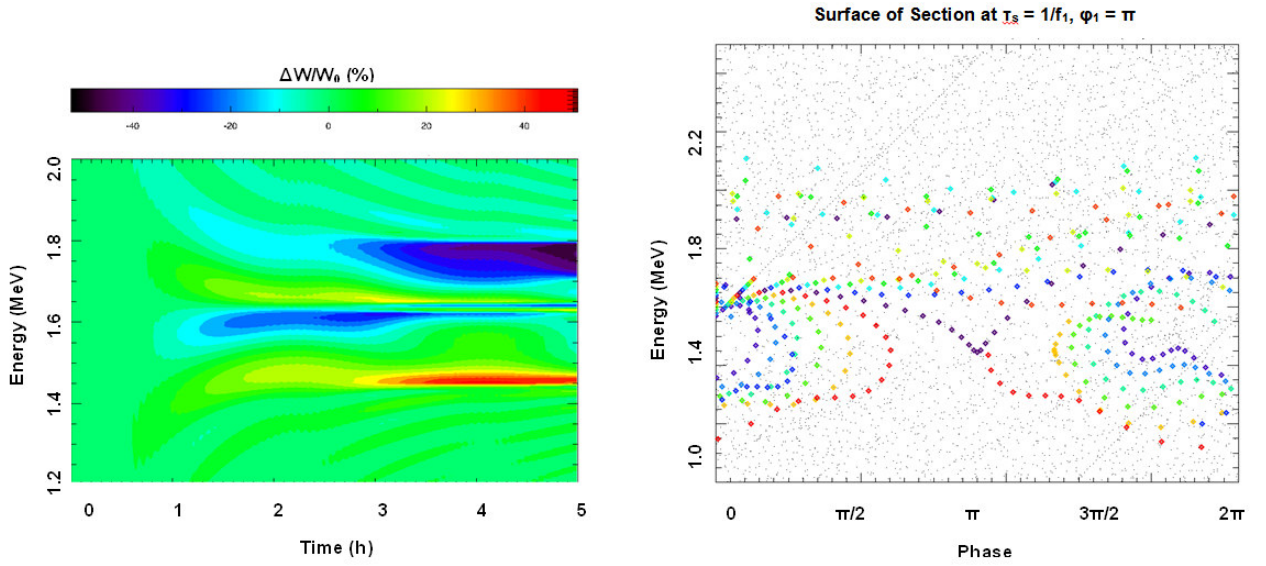 Surface of Section at τs = 1/f1, φ1 = π
ΔW/W0 (%)
-40 -20 0 20 40
Energy (MeV)
2.0
1.8
1.6
1.4
1.2
0 1 2 3 4 5
Time (h)
Energy (MeV)
2.2
1.8
1.4
1.0
0 π/2 π 3π/2 2π
Phase